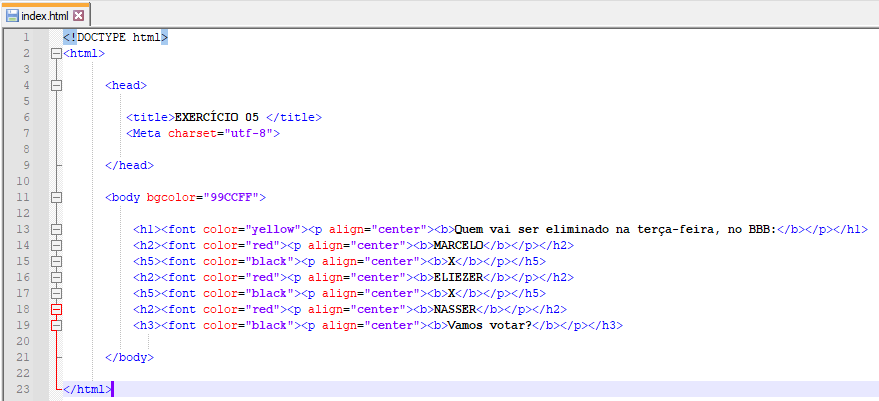 index.html
1 <!DOCTYPE html>
2 <html>
3
4 <head>
5
6 <title>EXERCÍCIO 05 </title>
7 <Meta charset="utf-8">
8
9 </head>
10
11 <body bgcolor="99CCFF">
12
13 <h1><font color="yellow"><p align="center"><b>Quem vai ser eliminado na terça-feira, no BBB:</b></p></h1>
14 <h2><font color="red"><p align="center"><b>MARCELO</b></p></h2>
15 <h5><font color="black"><p align="center"><b>X</b></p></h5>
16 <h2><font color="red"><p align="center"><b>ELIEZER</b></p></h2>
17 <h5><font color="black"><p align="center"><b>X</b></p></h5>
18 <h2><font color="red"><p align="center"><b>NASSER</b></p></h2>
19 <h3><font color="black"><p align="center"><b>Vamos votar?</b></p></h3>
20
21 </body>
22
23 </html>